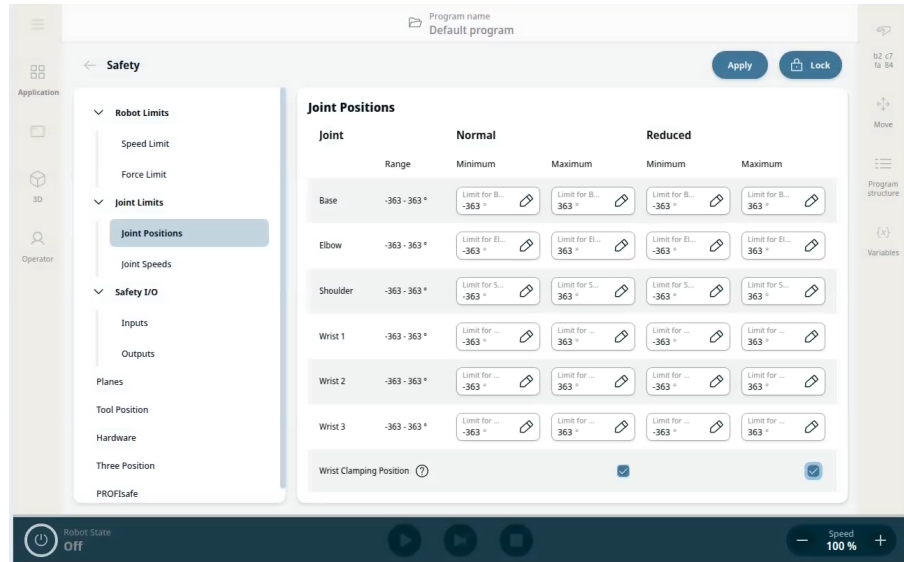 Program name
Default program
b2 c7
fa 84
Safety
Apply
Lock
Application
3D
Operator
Move
Program
structure
{x}
Variables
Robot Limits
Speed Limit
Force Limit
Joint Limits
Joint Positions
Joint Speeds
Safety I/O
Inputs
Outputs
Planes
Tool Position
Hardware
Three Position
PROFIsafe
Joint Positions
Joint Normal Reduced
Range Minimum Maximum Minimum Maximum
Limit for B... Limit for B... Limit for B... Limit for B...
Base -363 - 363 ° -363 ° 363 ° -363 ° 363 °
Limit for El... Limit for El... Limit for El... Limit for El...
Elbow -363 - 363 ° -363 ° 363 ° -363 ° 363 °
Limit for S... Limit for S... Limit for S... Limit for S...
Shoulder -363 - 363 ° -363 ° 363 ° -363 ° 363 °
Limit for ... Limit for ... Limit for ... Limit for ...
Wrist 1 -363 - 363 ° -363 ° 363 ° -363 ° 363 °
Limit for ... Limit for ... Limit for ... Limit for ...
Wrist 2 -363 - 363 ° -363 ° 363 ° -363 ° 363 °
Limit for ... Limit for ... Limit for ... Limit for ...
Wrist 3 -363 - 363 ° -363 ° 363 ° -363 ° 363 °
Wrist Clamping Position ?
Robot State
Off
Speed
100 %